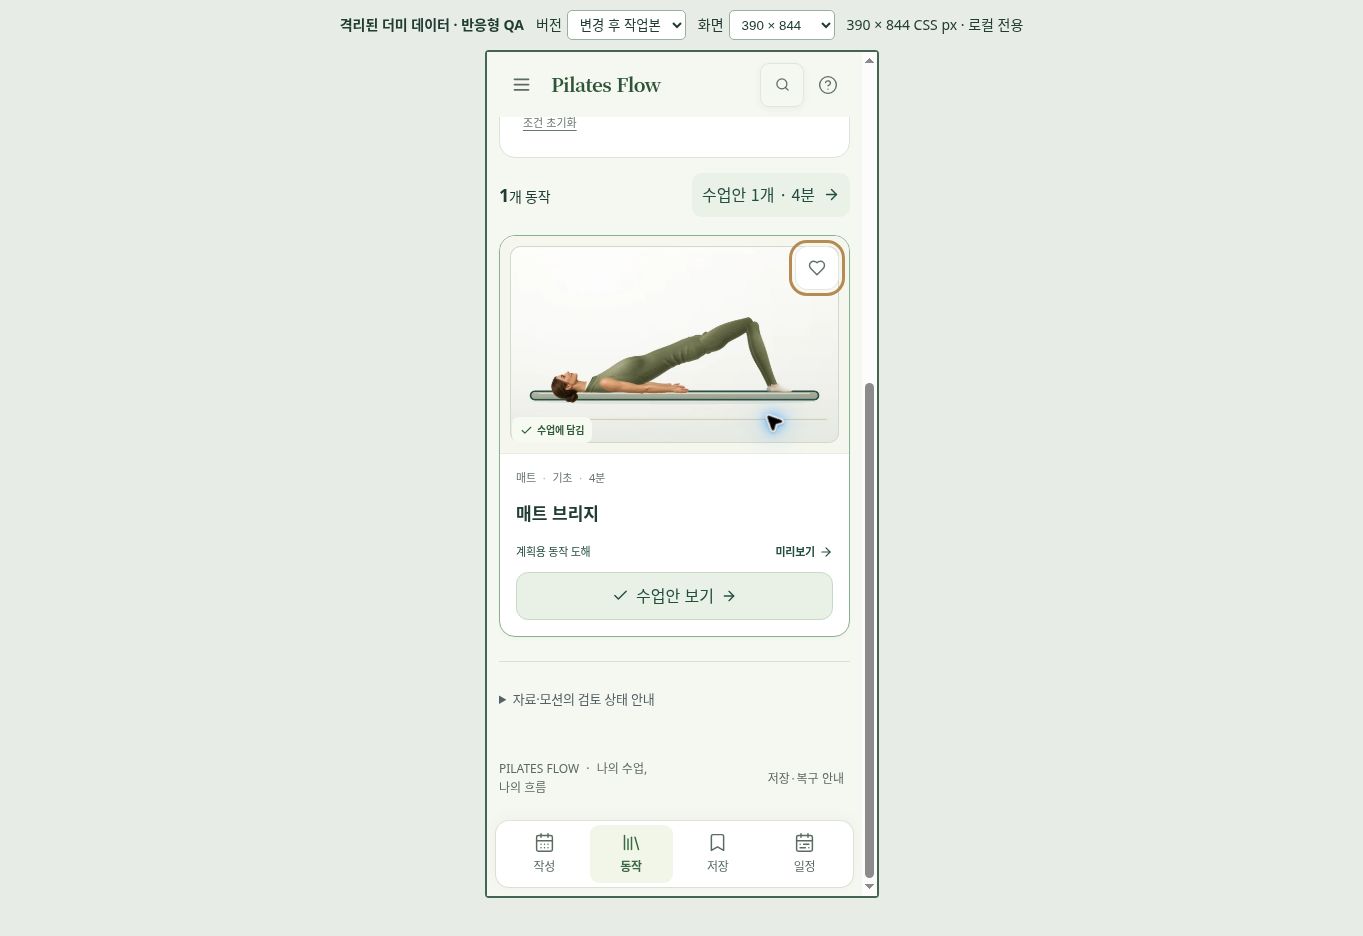 격리된 더미 데이터 · 반응형 QA 버전 변경 후 작업본 화면 390 × 844 390 × 844 CSS px · 로컬 전용
Pilates Flow
조건 초기화
1개 동작
수업안 1개 · 4분
수업에 담김
매트 · 기초 · 4분
매트 브리지
계획용 동작 도해
미리보기
수업안 보기
자료·모션의 검토 상태 안내
PILATES FLOW · 나의 수업,
나의 흐름
저장·복구 안내
작성
동작
저장
일정